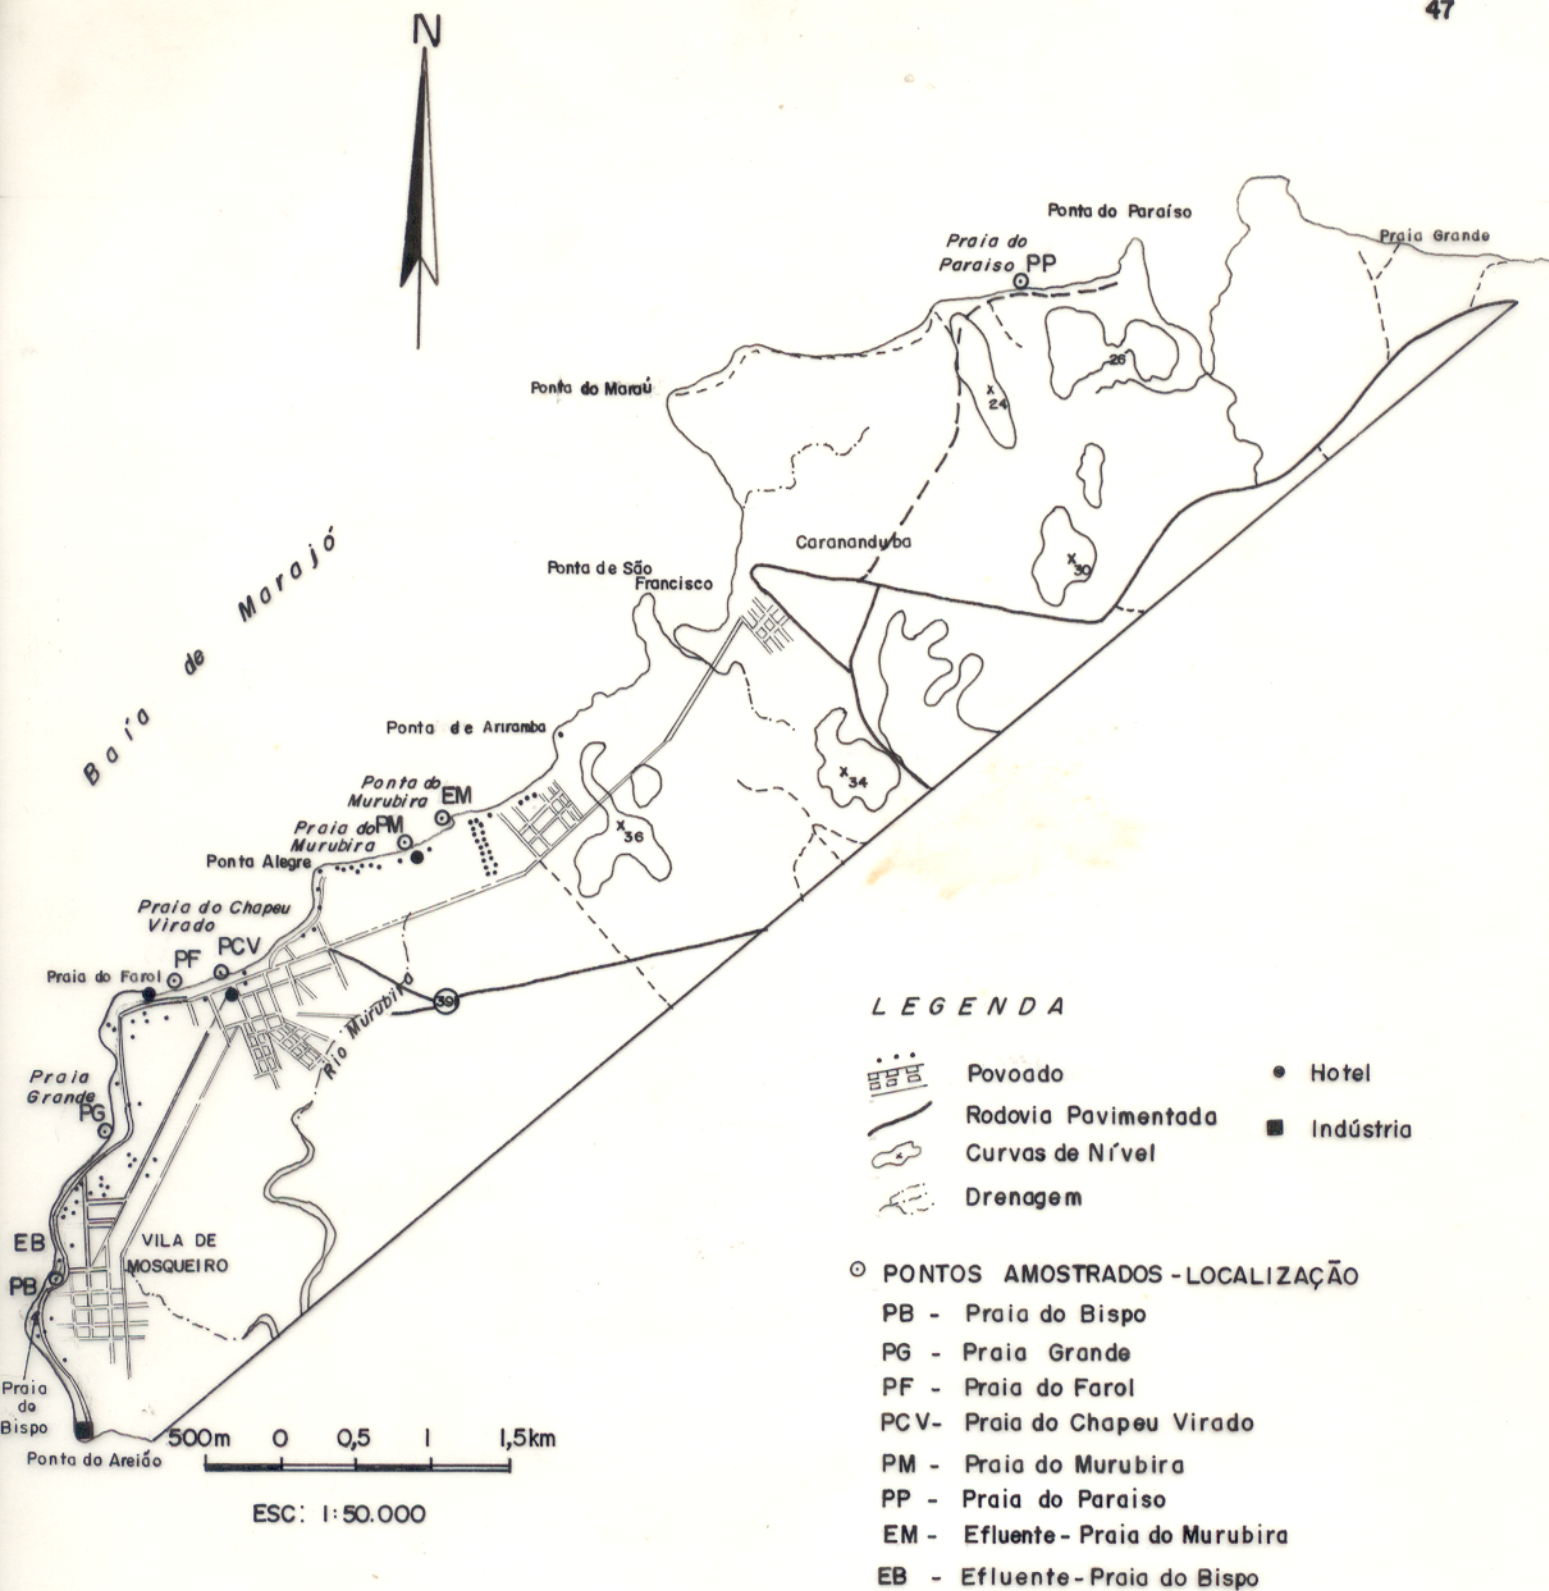 47
N
Ponta do Paraíso
Praia do
Paraiso PP
Praia Grande
Ponta do Maraú
26
24
Carananduba
30
Ponta de São
Francisco
Baía de Marajó
Ponta de Ariramba
34
Ponta do
Murubira EM
Praia do PM
Murubira
36
Ponta Alegre
Praia do Chapeu
Virado
PF PCV
Praia do Farol
39
Rio Murubira
Praia
Grande
PG
EB
VILA DE
MOSQUEIRO
PB
Praia
do
Bispo
Ponta do Areião
500m 0 0,5 1 1,5km
ESC: 1:50.000
LEGENDA
Povoado
Hotel
Rodovia Pavimentada
Indústria
Curvas de Nível
Drenagem
PONTOS AMOSTRADOS - LOCALIZAÇÃO
PB - Praia do Bispo
PG - Praia Grande
PF - Praia do Farol
PCV- Praia do Chapeu Virado
PM - Praia do Murubira
PP - Praia do Paraiso
EM - Efluente - Praia do Murubira
EB - Efluente - Praia do Bispo